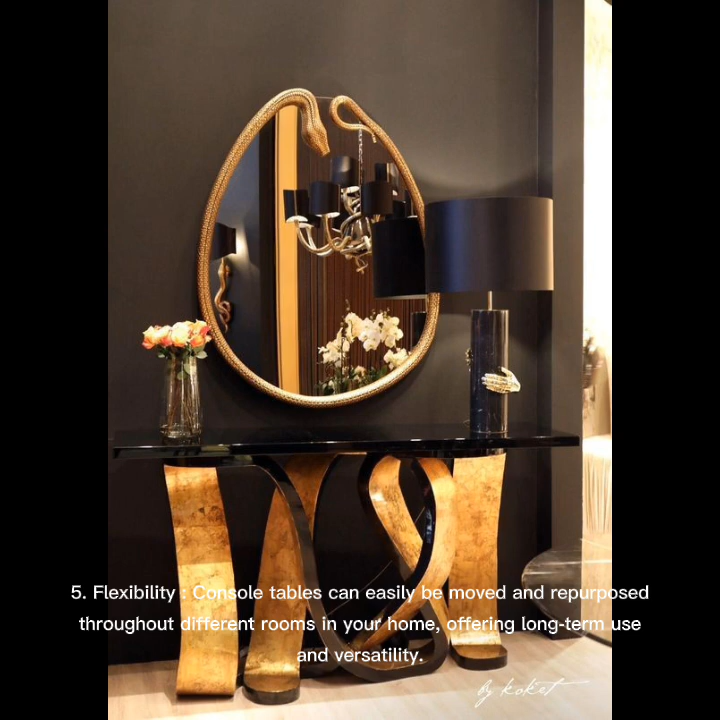 5. Flexibility : Console tables can easily be moved and repurposed
throughout different rooms in your home, offering long-term use
and versatility.
By koket